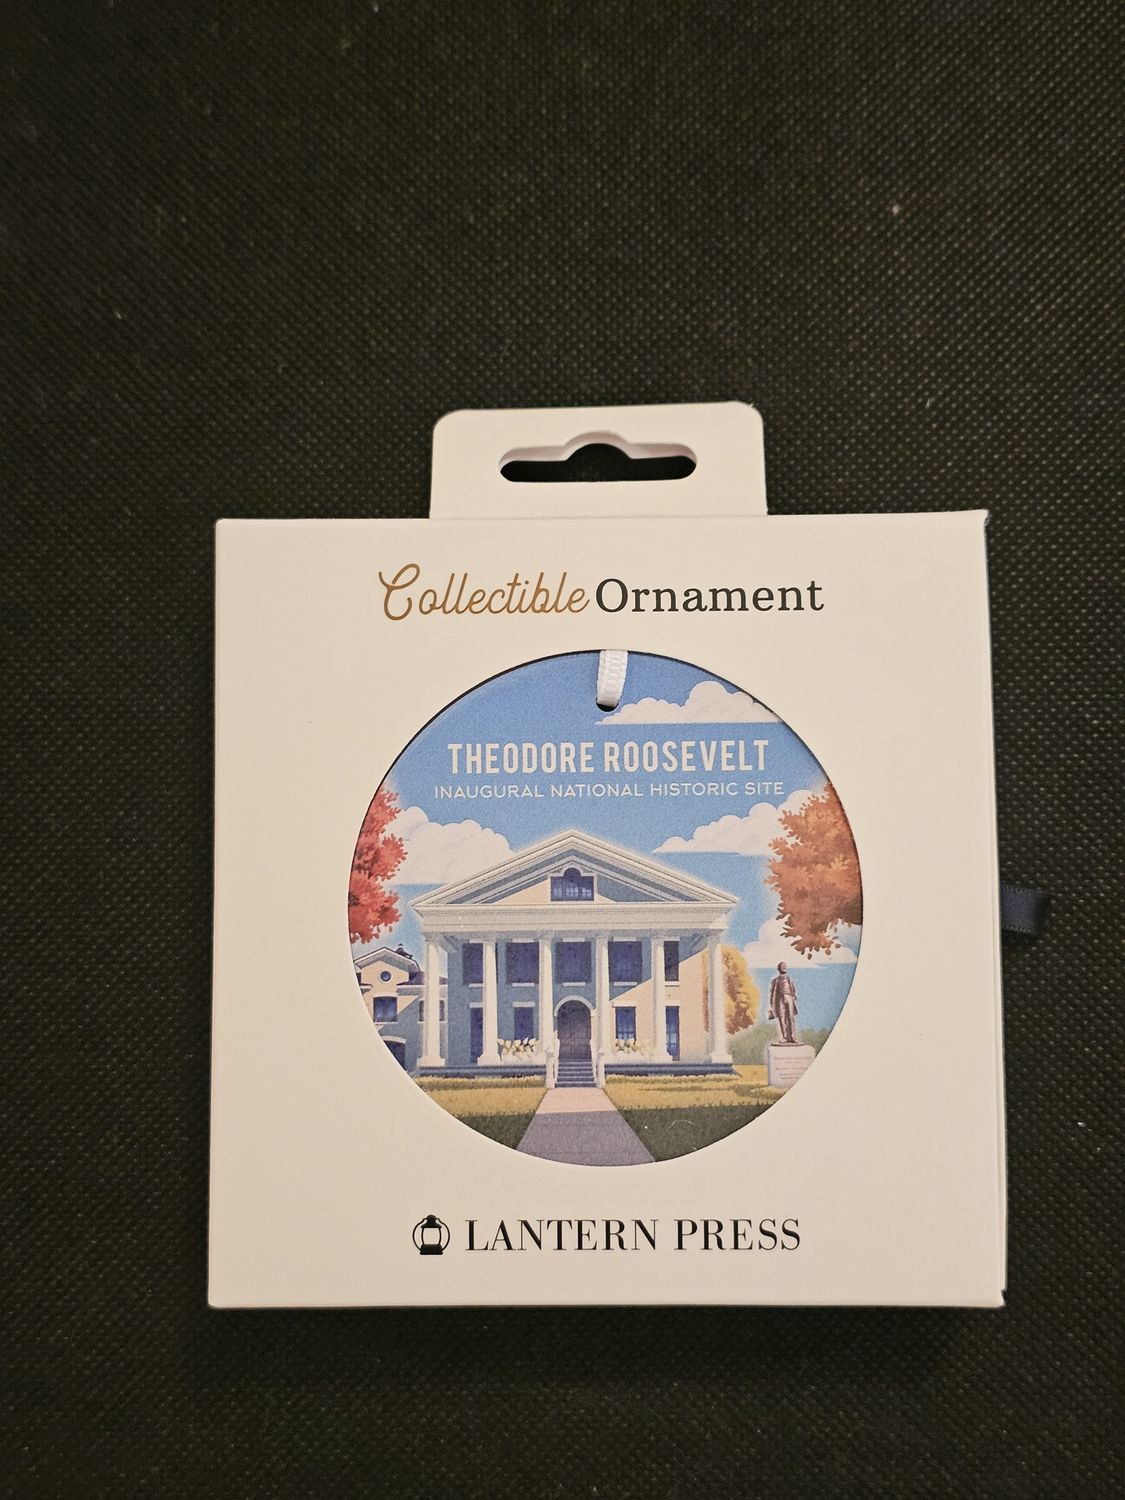 Collectible Ornament
THEODORE ROOSEVELT
INAUGURAL NATIONAL HISTORIC SITE
LANTERN PRESS